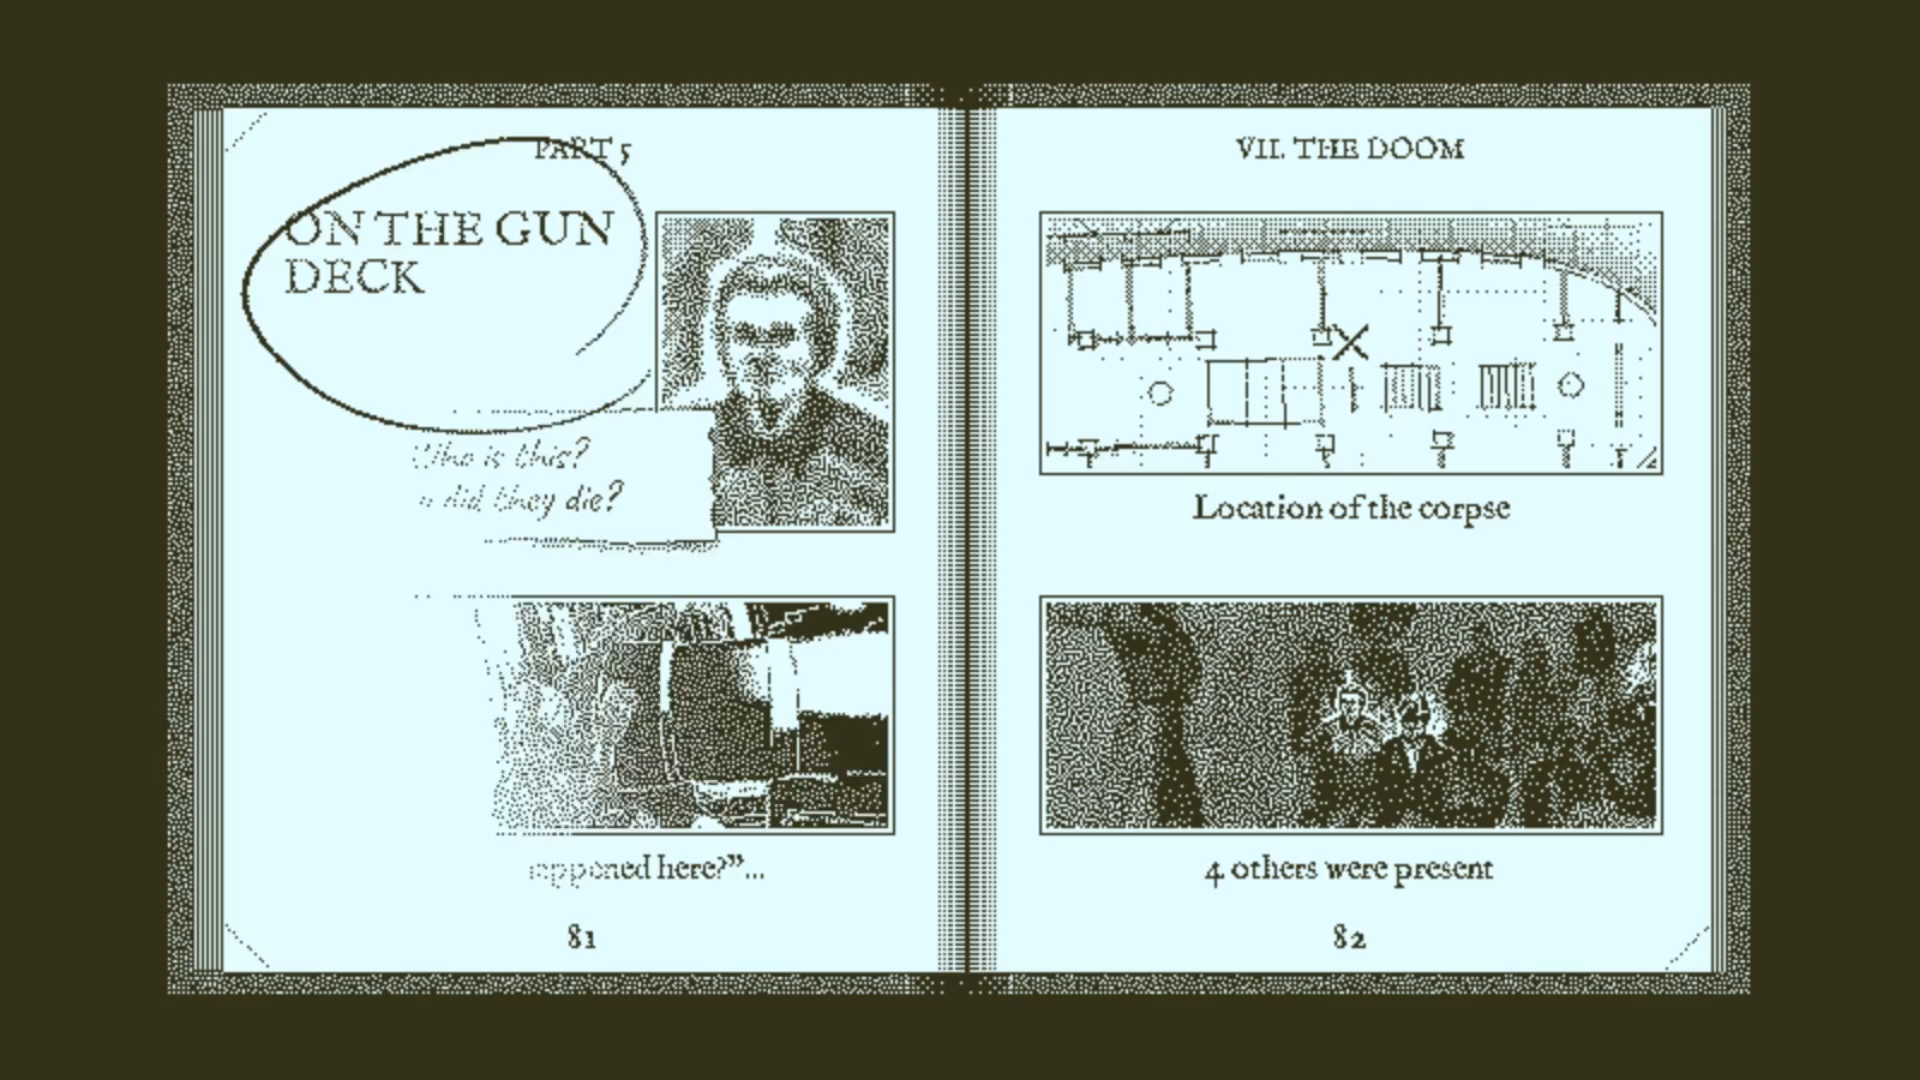 PART 5
ON THE GUN
DECK
Who is this?
did they die?
here?”...
81
VII. THE DOOM
Location of the corpse
4 others were present
82